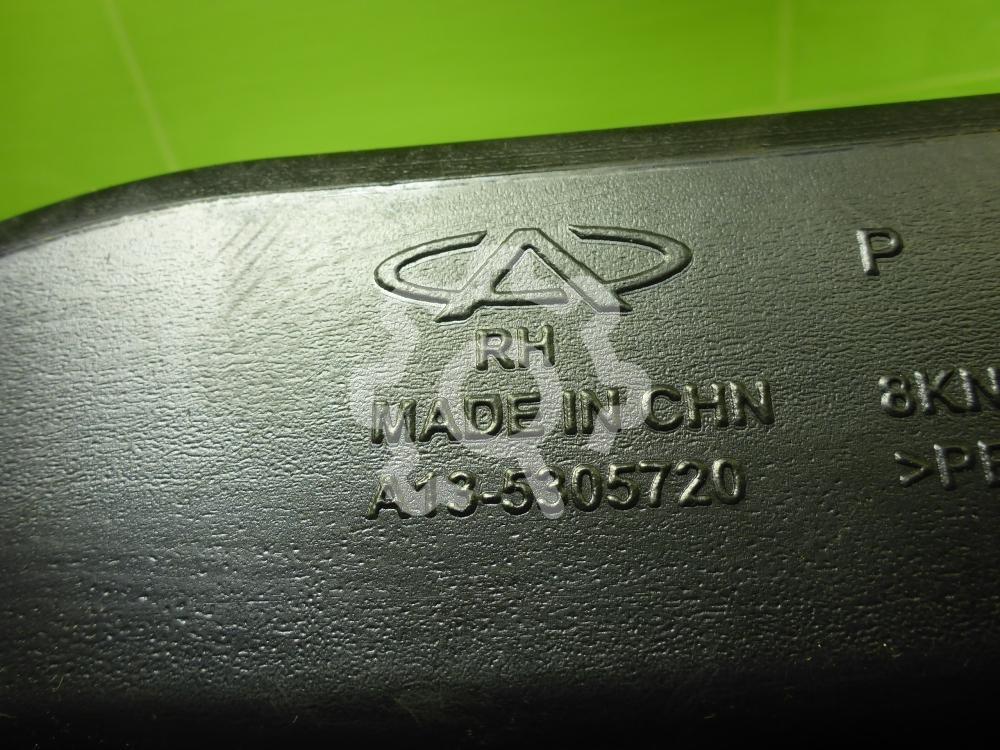 P
RH
MADE IN CHN
8KN
A13-5305720
>PP